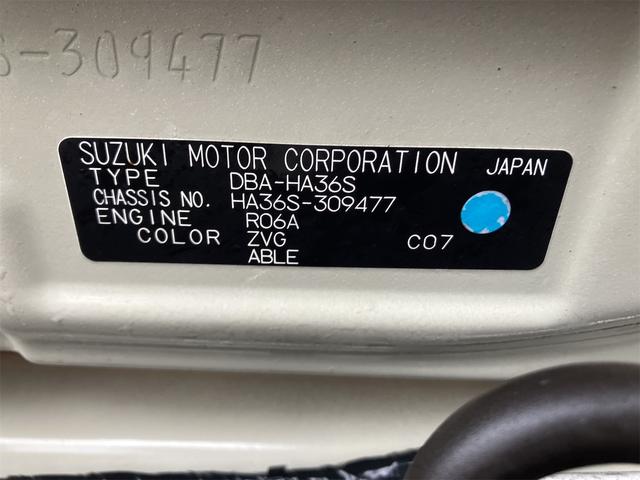 S-309477
SUZUKI MOTOR CORPORATION JAPAN
TYPE DBA-HA36S
CHASSIS NO. HA36S-309477
ENGINE R06A
COLOR ZVG C07
ABLE